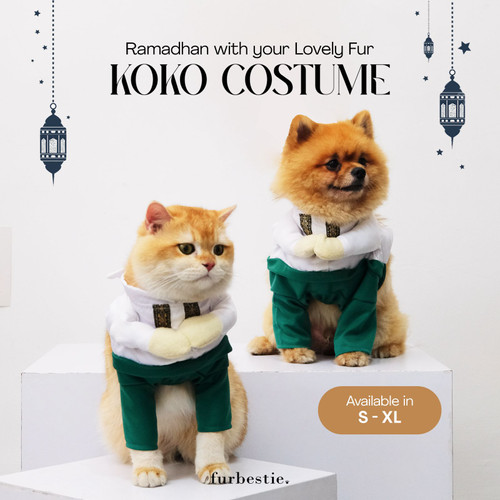 Ramadhan with your Lovely Fur
KOKO COSTUME
Available in
S - XL
furbestie.